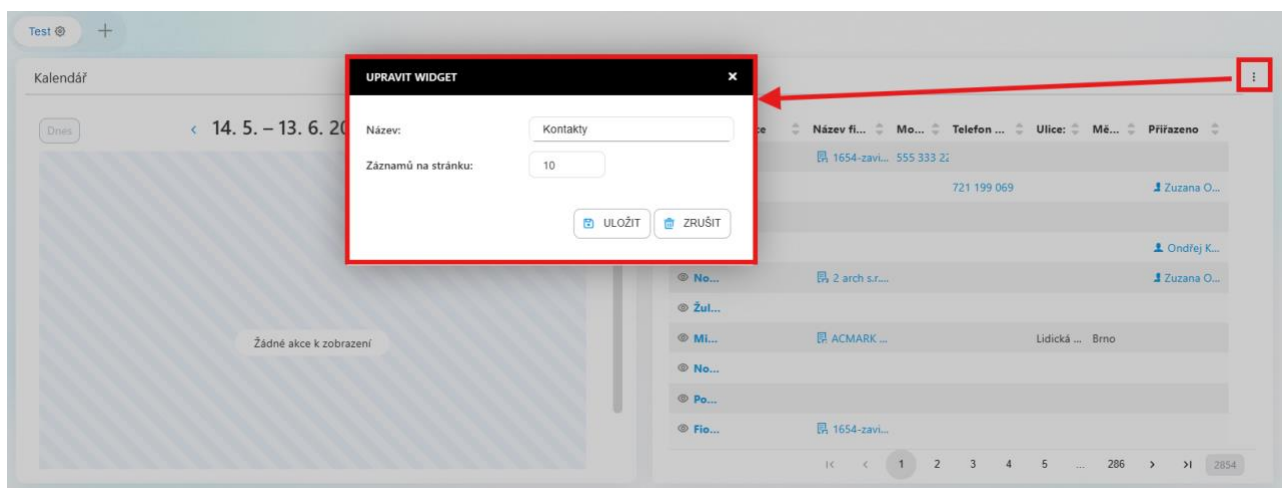 Test
Kalendář
UPRAVIT WIDGET
Dnes
14. 5. – 13. 6. 20
Název: Kontakty
Záznamů na stránku: 10
ULOŽIT ZRUŠIT
Žádné akce k zobrazení
ce Název fi... Mo... Telefon ... Ulice: Mě... Přiřazeno
1654-zavi... 555 333 22
721 199 069 Zuzana O...
Ondřej K...
No... 2 arch s.r.... Zuzana O...
Žul...
Mi... ACMARK ... Lidická ... Brno
No...
Po...
Fio... 1654-zavi...
1 2 3 4 5 ... 286 2854